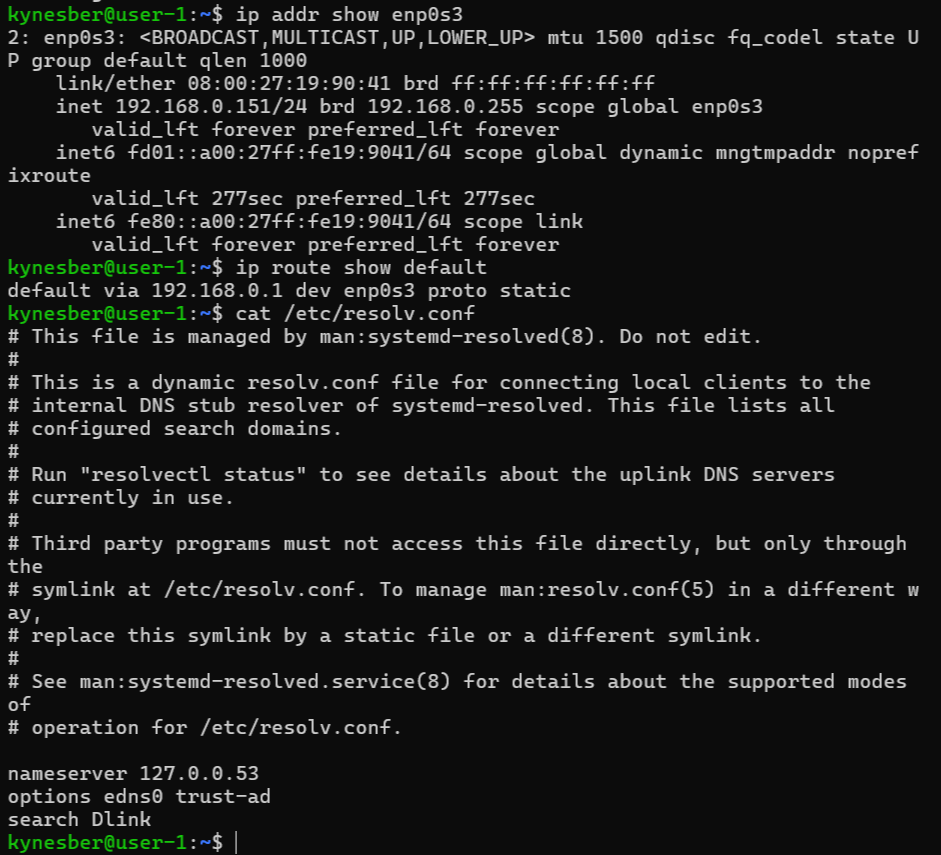 kynesber@user-1:~$ ip addr show enp0s3
2: enp0s3: <BROADCAST,MULTICAST,UP,LOWER_UP> mtu 1500 qdisc fq_codel state U
P group default qlen 1000
    link/ether 08:00:27:19:90:41 brd ff:ff:ff:ff:ff:ff
    inet 192.168.0.151/24 brd 192.168.0.255 scope global enp0s3
       valid_lft forever preferred_lft forever
    inet6 fd01::a00:27ff:fe19:9041/64 scope global dynamic mngtmpaddr nopref
ixroute
       valid_lft 277sec preferred_lft 277sec
    inet6 fe80::a00:27ff:fe19:9041/64 scope link
       valid_lft forever preferred_lft forever
kynesber@user-1:~$ ip route show default
default via 192.168.0.1 dev enp0s3 proto static
kynesber@user-1:~$ cat /etc/resolv.conf
# This file is managed by man:systemd-resolved(8). Do not edit.
#
# This is a dynamic resolv.conf file for connecting local clients to the
# internal DNS stub resolver of systemd-resolved. This file lists all
# configured search domains.
#
# Run "resolvectl status" to see details about the uplink DNS servers
# currently in use.
#
# Third party programs must not access this file directly, but only through
the
# symlink at /etc/resolv.conf. To manage man:resolv.conf(5) in a different w
ay,
# replace this symlink by a static file or a different symlink.
#
# See man:systemd-resolved.service(8) for details about the supported modes
of
# operation for /etc/resolv.conf.

nameserver 127.0.0.53
options edns0 trust-ad
search Dlink
kynesber@user-1:~$